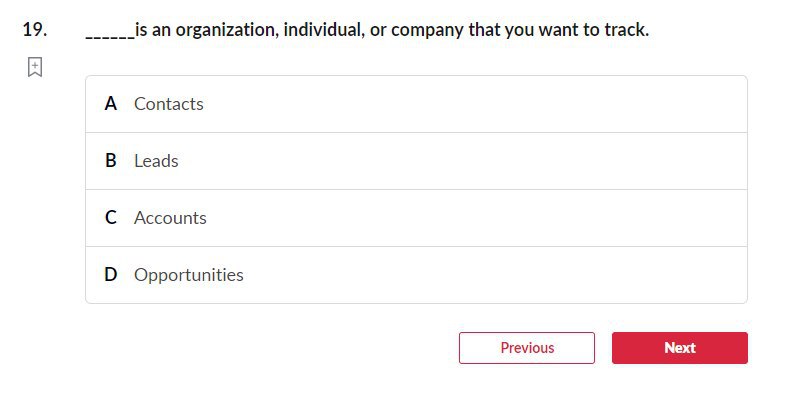 19. ______is an organization, individual, or company that you want to track.
A Contacts
B Leads
C Accounts
D Opportunities
Previous Next